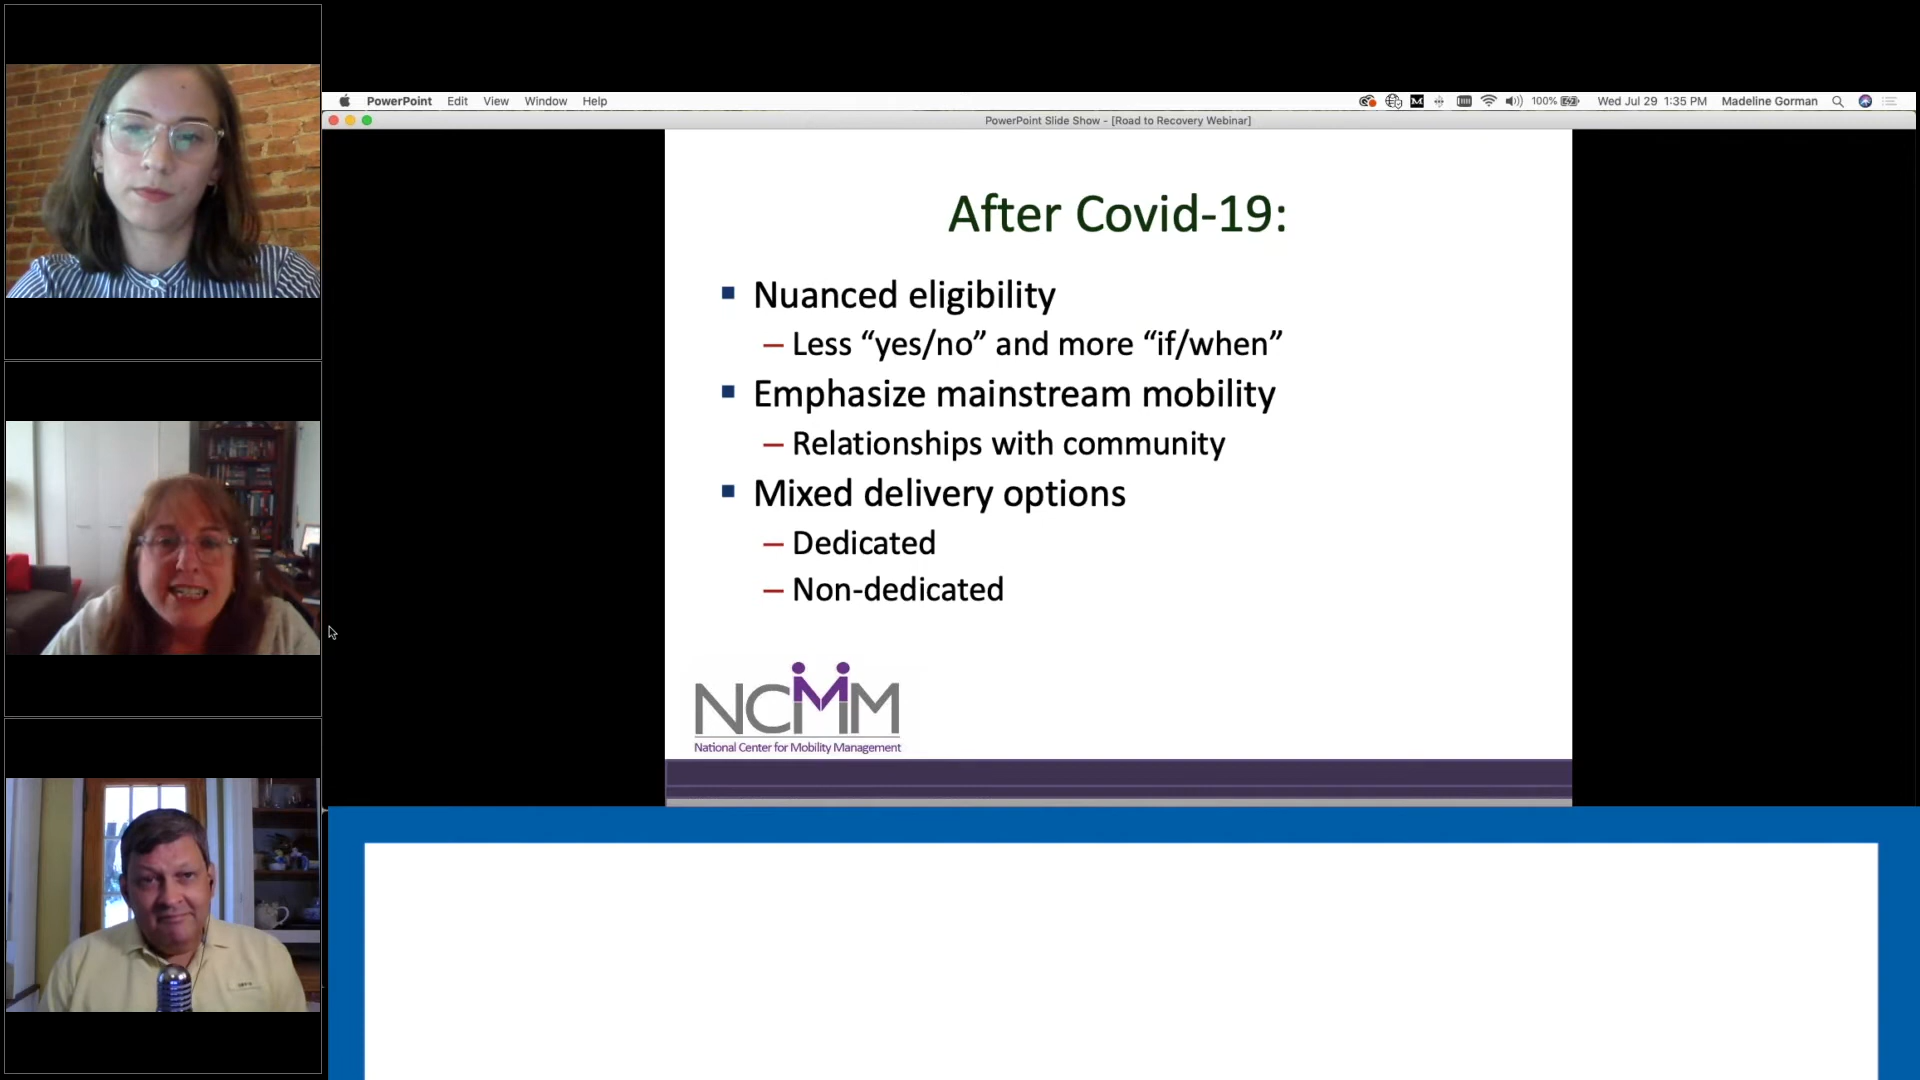 PowerPoint Edit View Window Help 100% Wed Jul 29 1:35 PM Madeline Gorman
PowerPoint Slide Show - [Road to Recovery Webinar]
After Covid-19:
Nuanced eligibility
– Less “yes/no” and more “if/when”
Emphasize mainstream mobility
– Relationships with community
Mixed delivery options
– Dedicated
– Non-dedicated
NCMM
National Center for Mobility Management